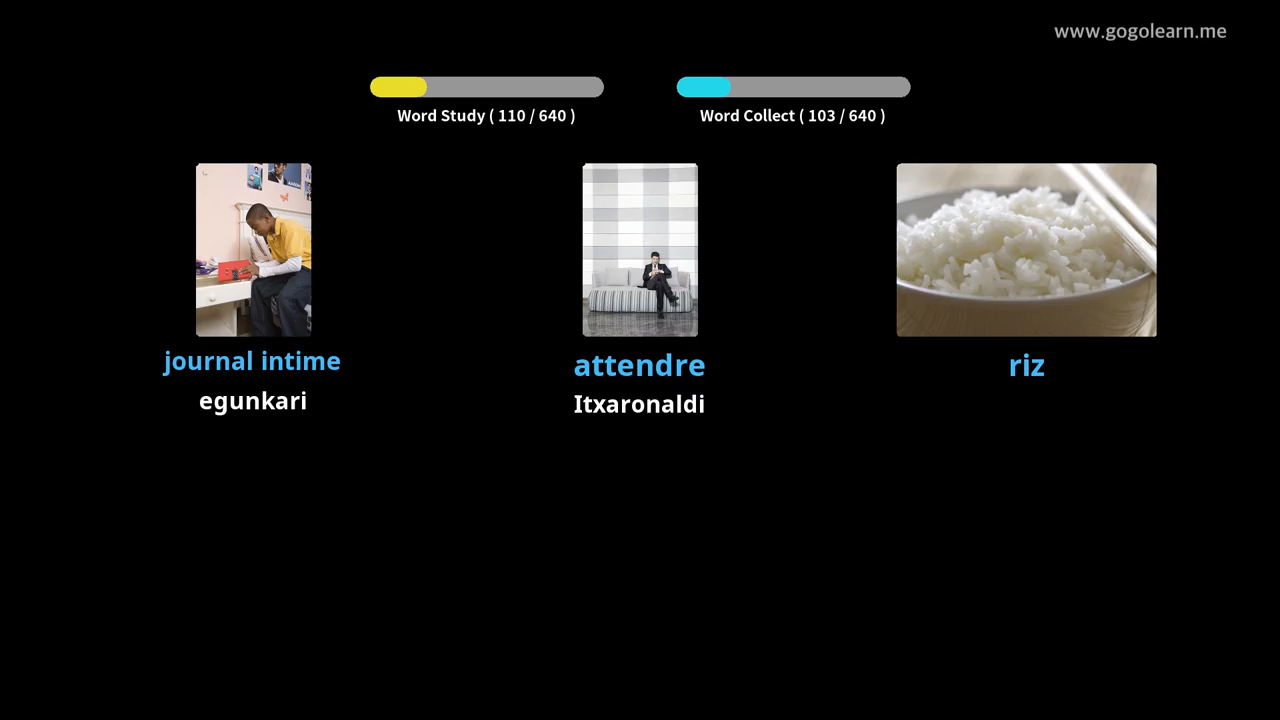 www.gogolearn.me
Word Study ( 110 / 640 )
Word Collect ( 103 / 640 )
journal intime
egunkari
attendre
Itxaronaldi
riz